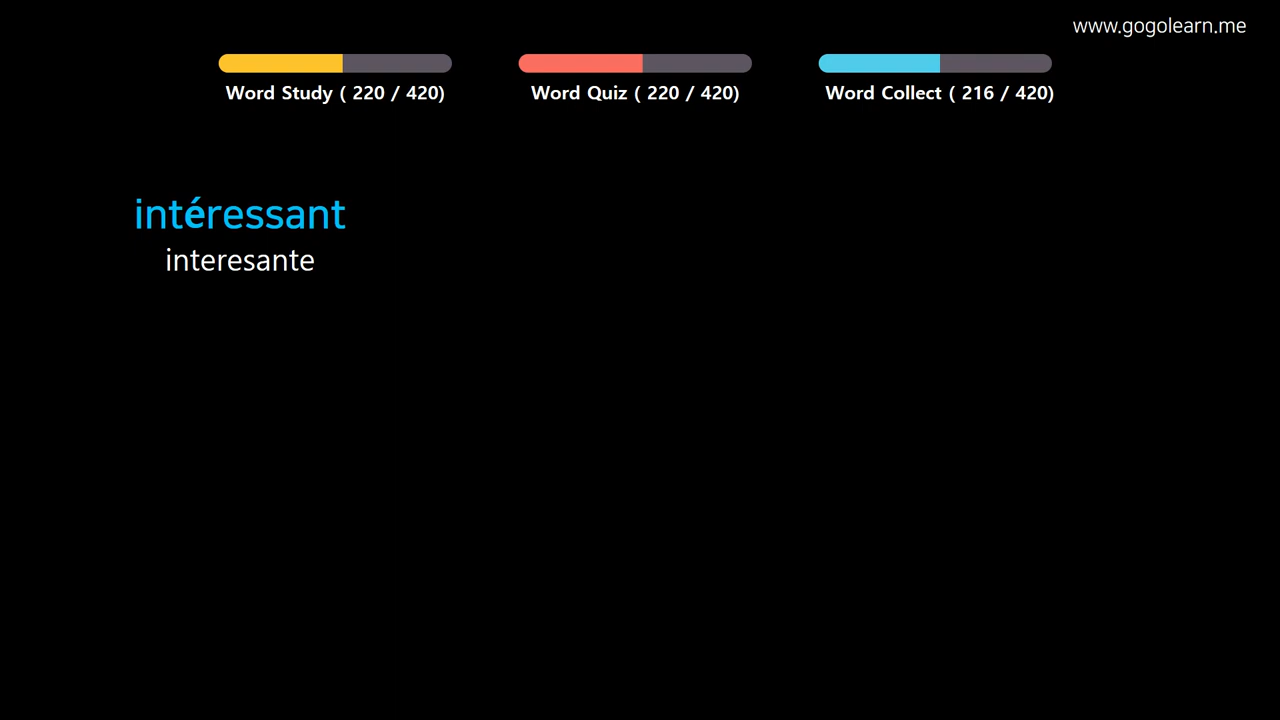 www.gogolearn.me
Word Study ( 220 / 420)
Word Quiz ( 220 / 420)
Word Collect ( 216 / 420)
intéressant
interesante